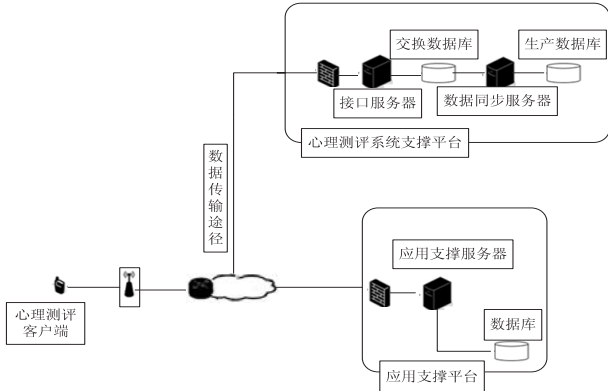 交换数据库
生产数据库
接口服务器
数据同步服务器
心理测评系统支撑平台
数据传输途径
应用支撑服务器
心理测评
客户端
数据库
应用支撑平台